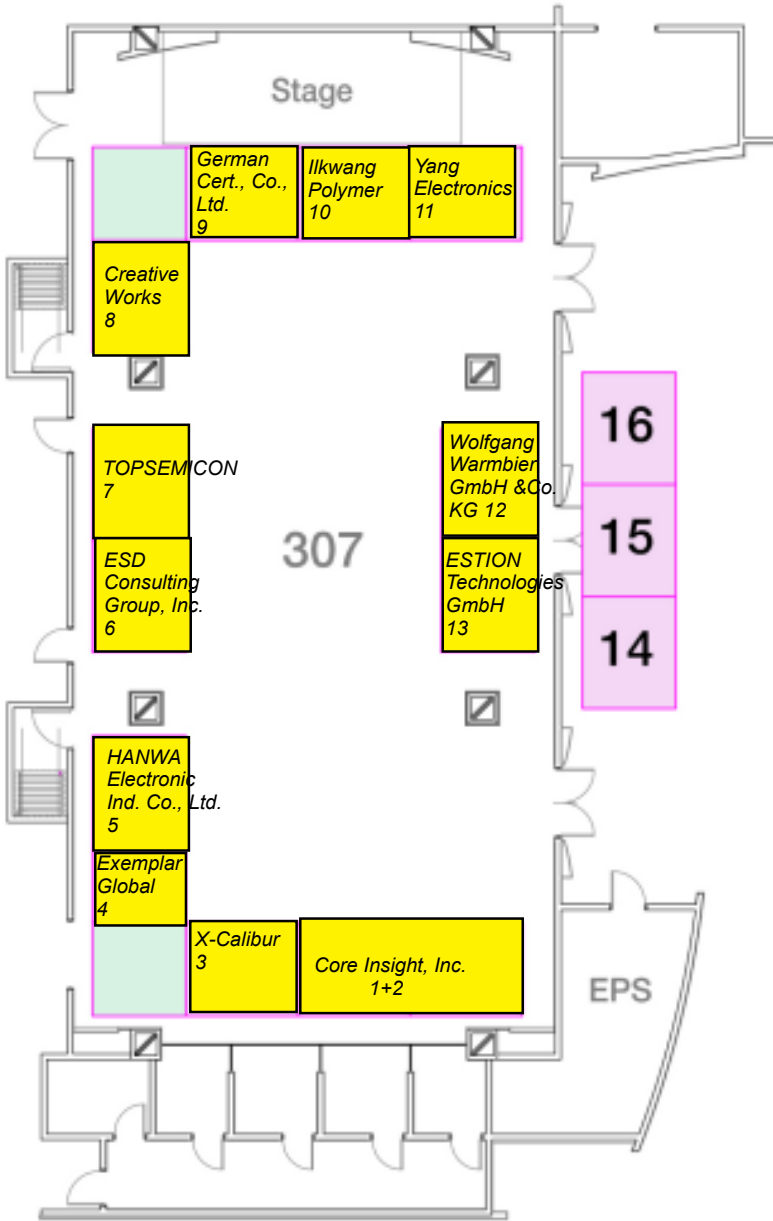 Stage
German
Cert., Co.,
Ltd.
9
Ilkwang
Polymer
10
Yang
Electronics
11
Creative
Works
8
TOPSEMICON
7
Wolfgang
Warmbier
GmbH &Co.
KG 12
16
307
15
ESD
Consulting
Group, Inc.
6
ESTION
Technologies
GmbH
13
14
HANWA
Electronic
Ind. Co., Ltd.
5
Exemplar
Global
4
X-Calibur
3
Core Insight, Inc.
1+2
EPS